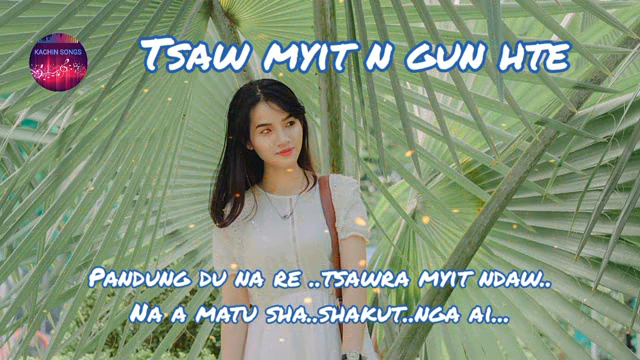 KACHIN SONGS
Tsaw myit n gun hte
Pandung du na re ..tsawra myit ndaw..
Na a matu sha..shakut..nga ai...